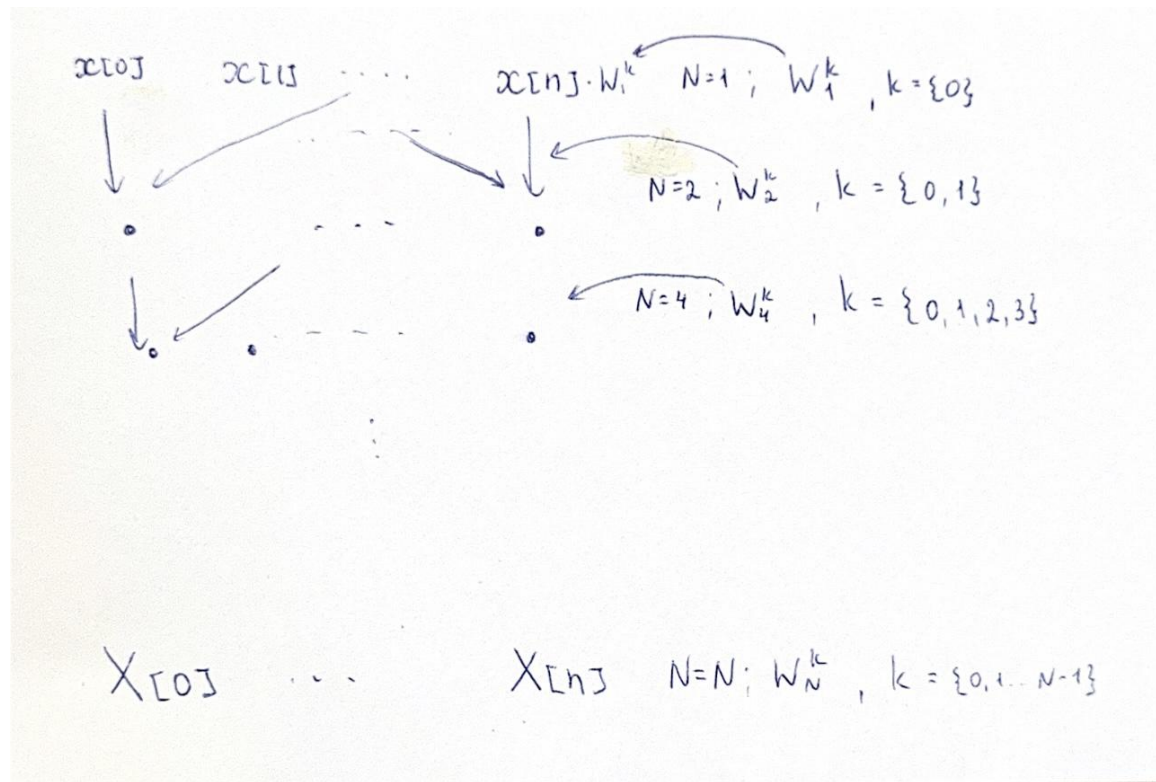 x[0] x[1] .... x[n]·W₁ᵏ N=1; W₁ᵏ, k={0}
N=2; W₂ᵏ, k = {0,1}
N=4; W₄ᵏ, k = {0,1,2,3}
X[0] ... X[n] N=N; W_Nᵏ, k = {0,1...N-1}